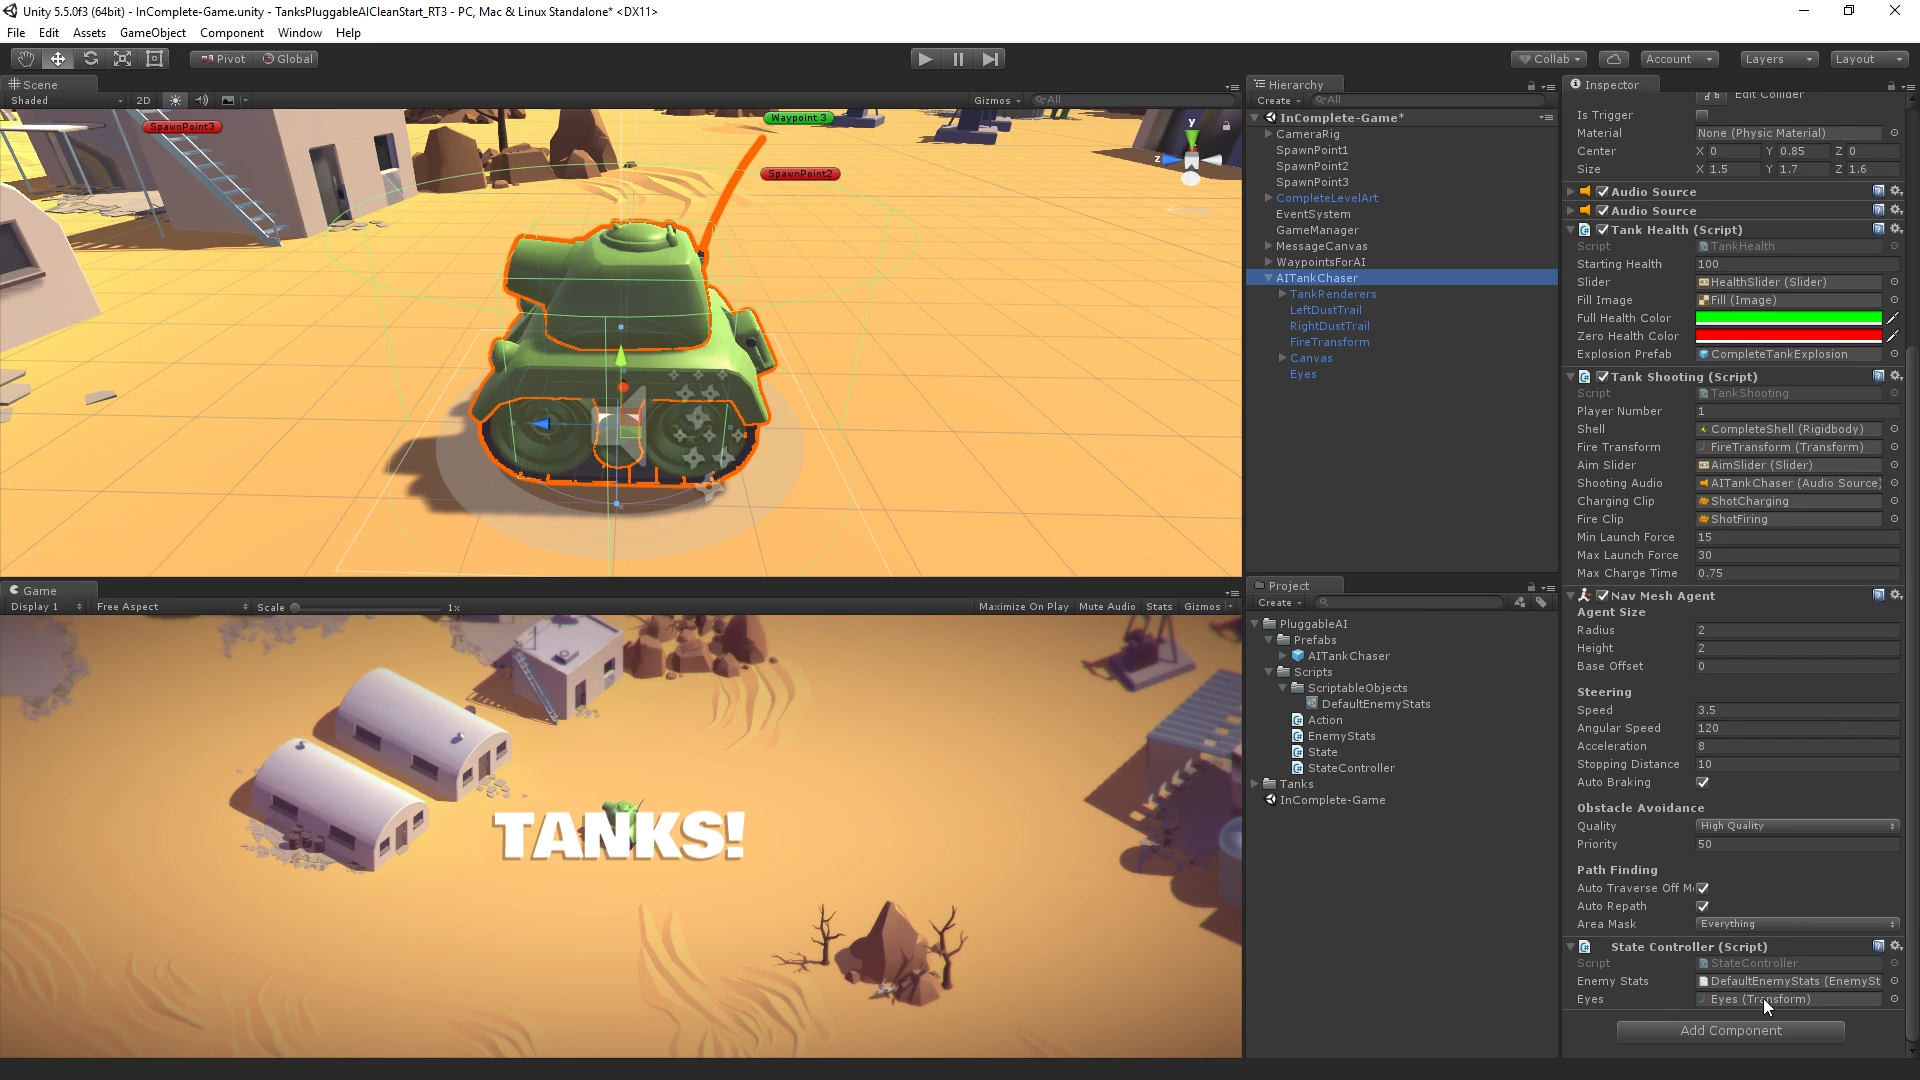 Unity 5.5.0f3 (64bit) - InComplete-Game.unity - TanksPluggableAICleanStart_RT3 - PC, Mac & Linux Standalone* <DX11>
File Edit Assets GameObject Component Window Help
Pivot Global Collab Account Layers Layout
Scene
Shaded 2D Gizmos All
SpawnPoint3
Waypoint 3
SpawnPoint2
y
z
Game
Display 1 Free Aspect Scale 1x Maximize On Play Mute Audio Stats Gizmos
TANKS!
Hierarchy
Create All
InComplete-Game*
CameraRig
SpawnPoint1
SpawnPoint2
SpawnPoint3
CompleteLevelArt
EventSystem
GameManager
MessageCanvas
WaypointsForAI
AITankChaser
TankRenderers
LeftDustTrail
RightDustTrail
FireTransform
Canvas
Eyes
Project
Create
PluggableAI
Prefabs
AITankChaser
Scripts
ScriptableObjects
DefaultEnemyStats
Action
EnemyStats
State
StateController
Tanks
InComplete-Game
Inspector
Edit Collider
Is Trigger
Material None (Physic Material)
Center X 0 Y 0.85 Z 0
Size X 1.5 Y 1.7 Z 1.6
Audio Source
Audio Source
Tank Health (Script)
Script TankHealth
Starting Health 100
Slider HealthSlider (Slider)
Fill Image Fill (Image)
Full Health Color
Zero Health Color
Explosion Prefab CompleteTankExplosion
Tank Shooting (Script)
Script TankShooting
Player Number 1
Shell CompleteShell (Rigidbody)
Fire Transform FireTransform (Transform)
Aim Slider AimSlider (Slider)
Shooting Audio AITankChaser (Audio Source)
Charging Clip ShotCharging
Fire Clip ShotFiring
Min Launch Force 15
Max Launch Force 30
Max Charge Time 0.75
Nav Mesh Agent
Agent Size
Radius 2
Height 2
Base Offset 0
Steering
Speed 3.5
Angular Speed 120
Acceleration 8
Stopping Distance 10
Auto Braking
Obstacle Avoidance
Quality High Quality
Priority 50
Path Finding
Auto Traverse Off M
Auto Repath
Area Mask Everything
State Controller (Script)
Script StateController
Enemy Stats DefaultEnemyStats (EnemySt
Eyes Eyes (Transform)
Add Component